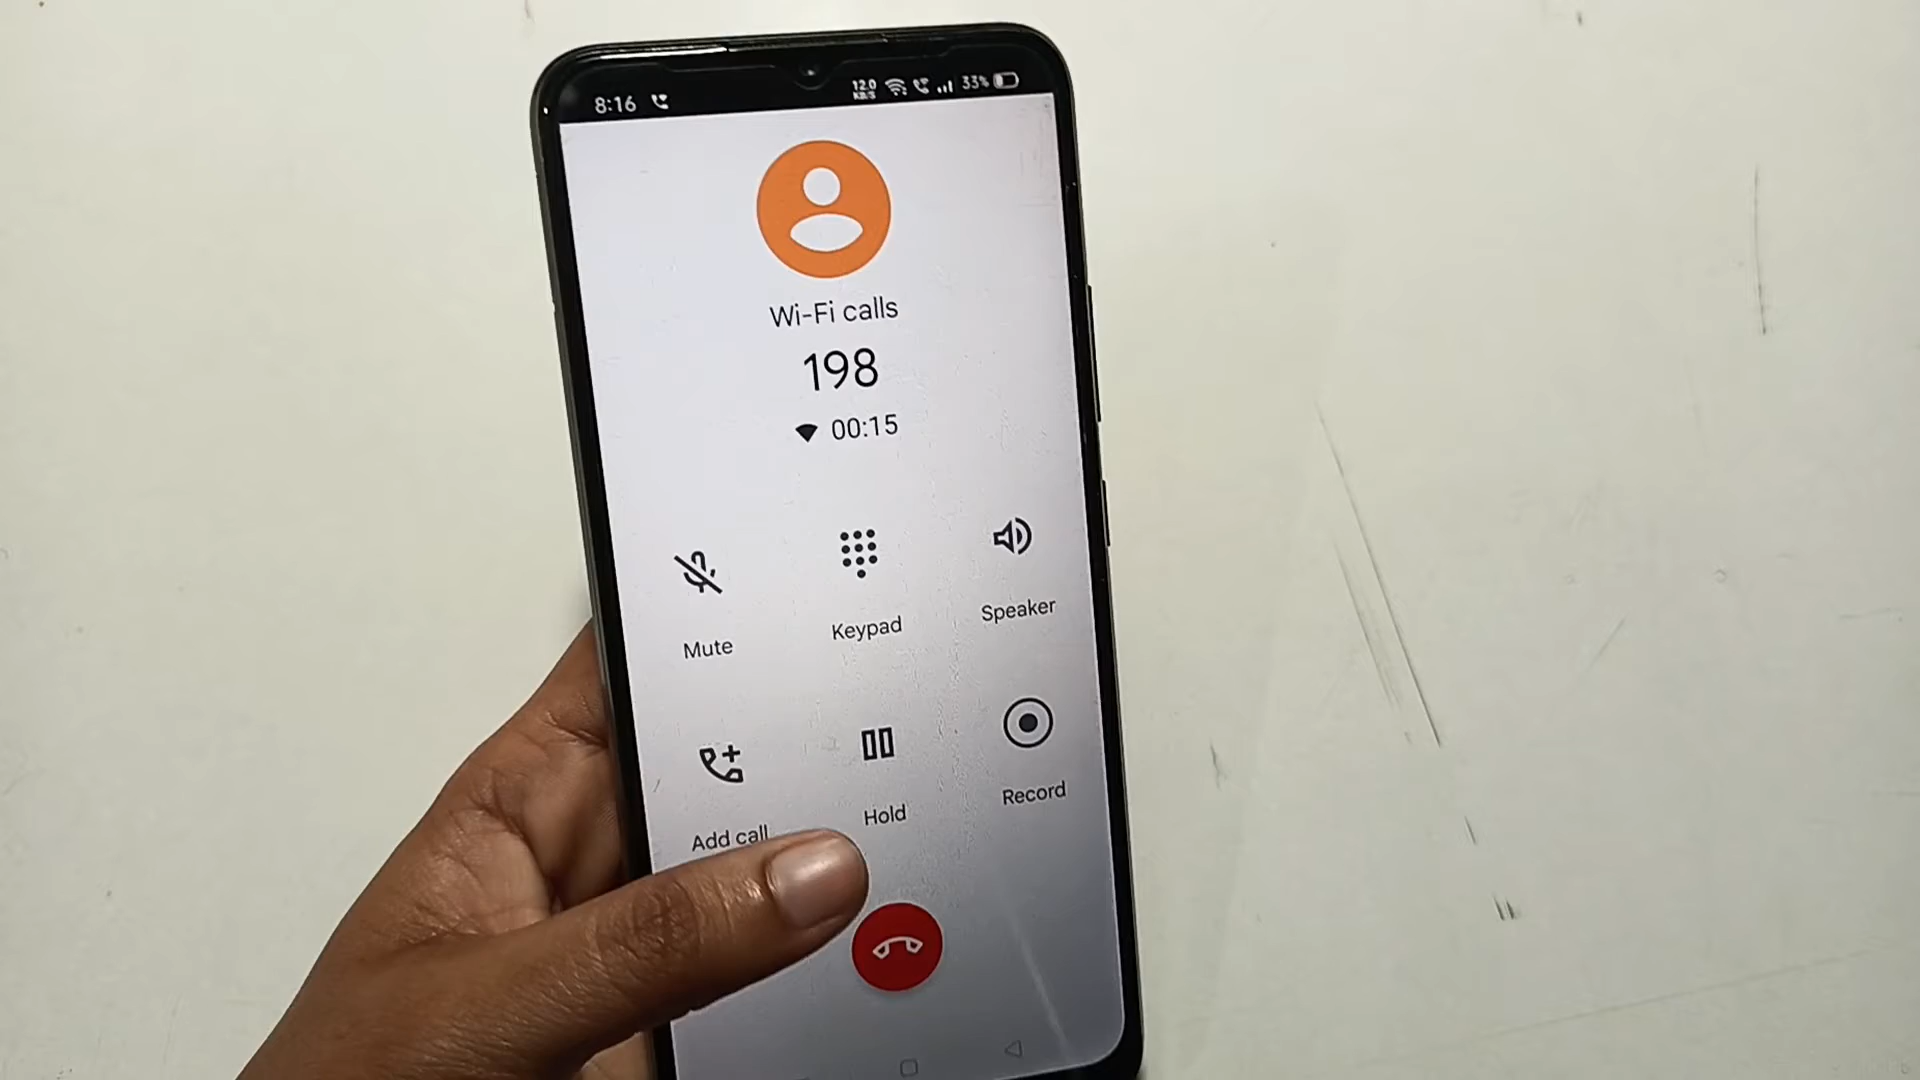 8:16 12.0 KB/S 33%
Wi-Fi calls
198
00:15
Mute Keypad Speaker
Add call Hold Record